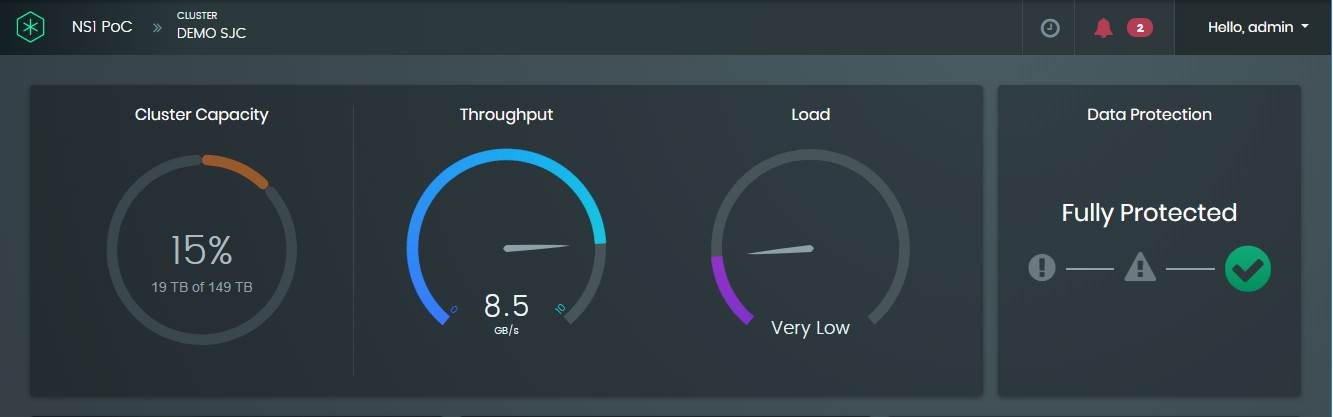 NS1 PoC
CLUSTER
DEMO SJC
2
Hello, admin
Cluster Capacity
15%
19 TB of 149 TB
Throughput
0
10
8.5
GB/s
Load
Very Low
Data Protection
Fully Protected